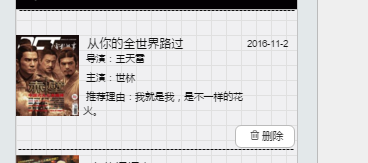 从你的全世界路过 2016-11-2
导演：王天雷
主演：世林
推荐理由：我就是我，是不一样的花
火。
删除